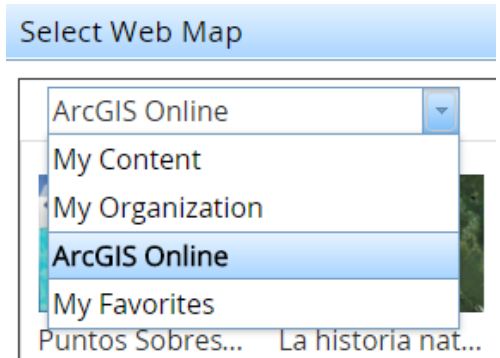 Select Web Map
ArcGIS Online
My Content
My Organization
ArcGIS Online
My Favorites
Puntos Sobres... La historia nat...